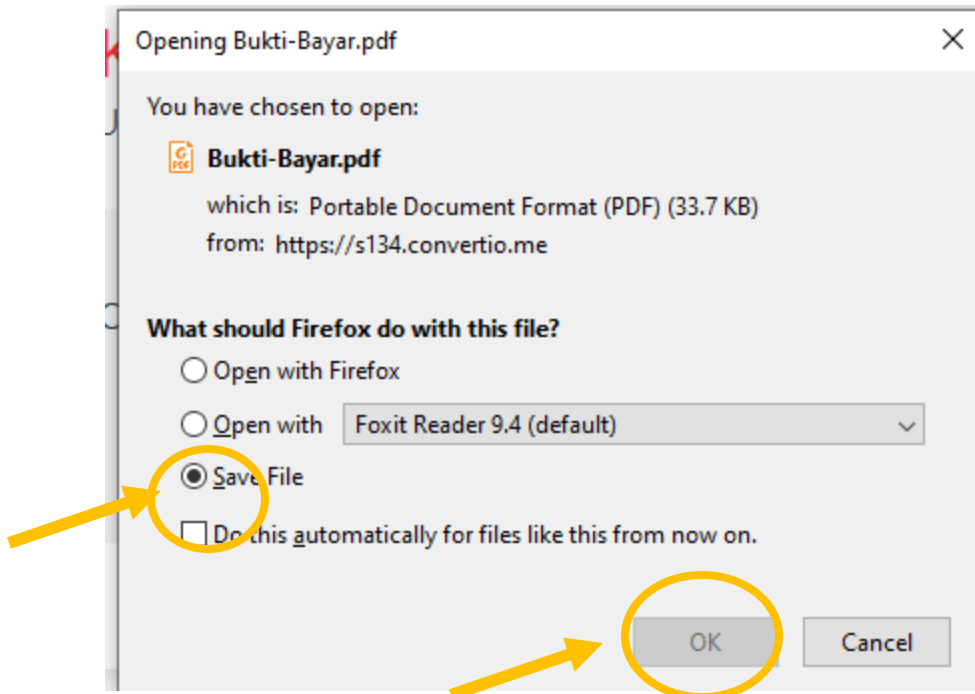 Opening Bukti-Bayar.pdf
You have chosen to open:
Bukti-Bayar.pdf
which is: Portable Document Format (PDF) (33.7 KB)
from: https://s134.convertio.me
What should Firefox do with this file?
Open with Firefox
Open with Foxit Reader 9.4 (default)
Save File
Do this automatically for files like this from now on.
OK Cancel